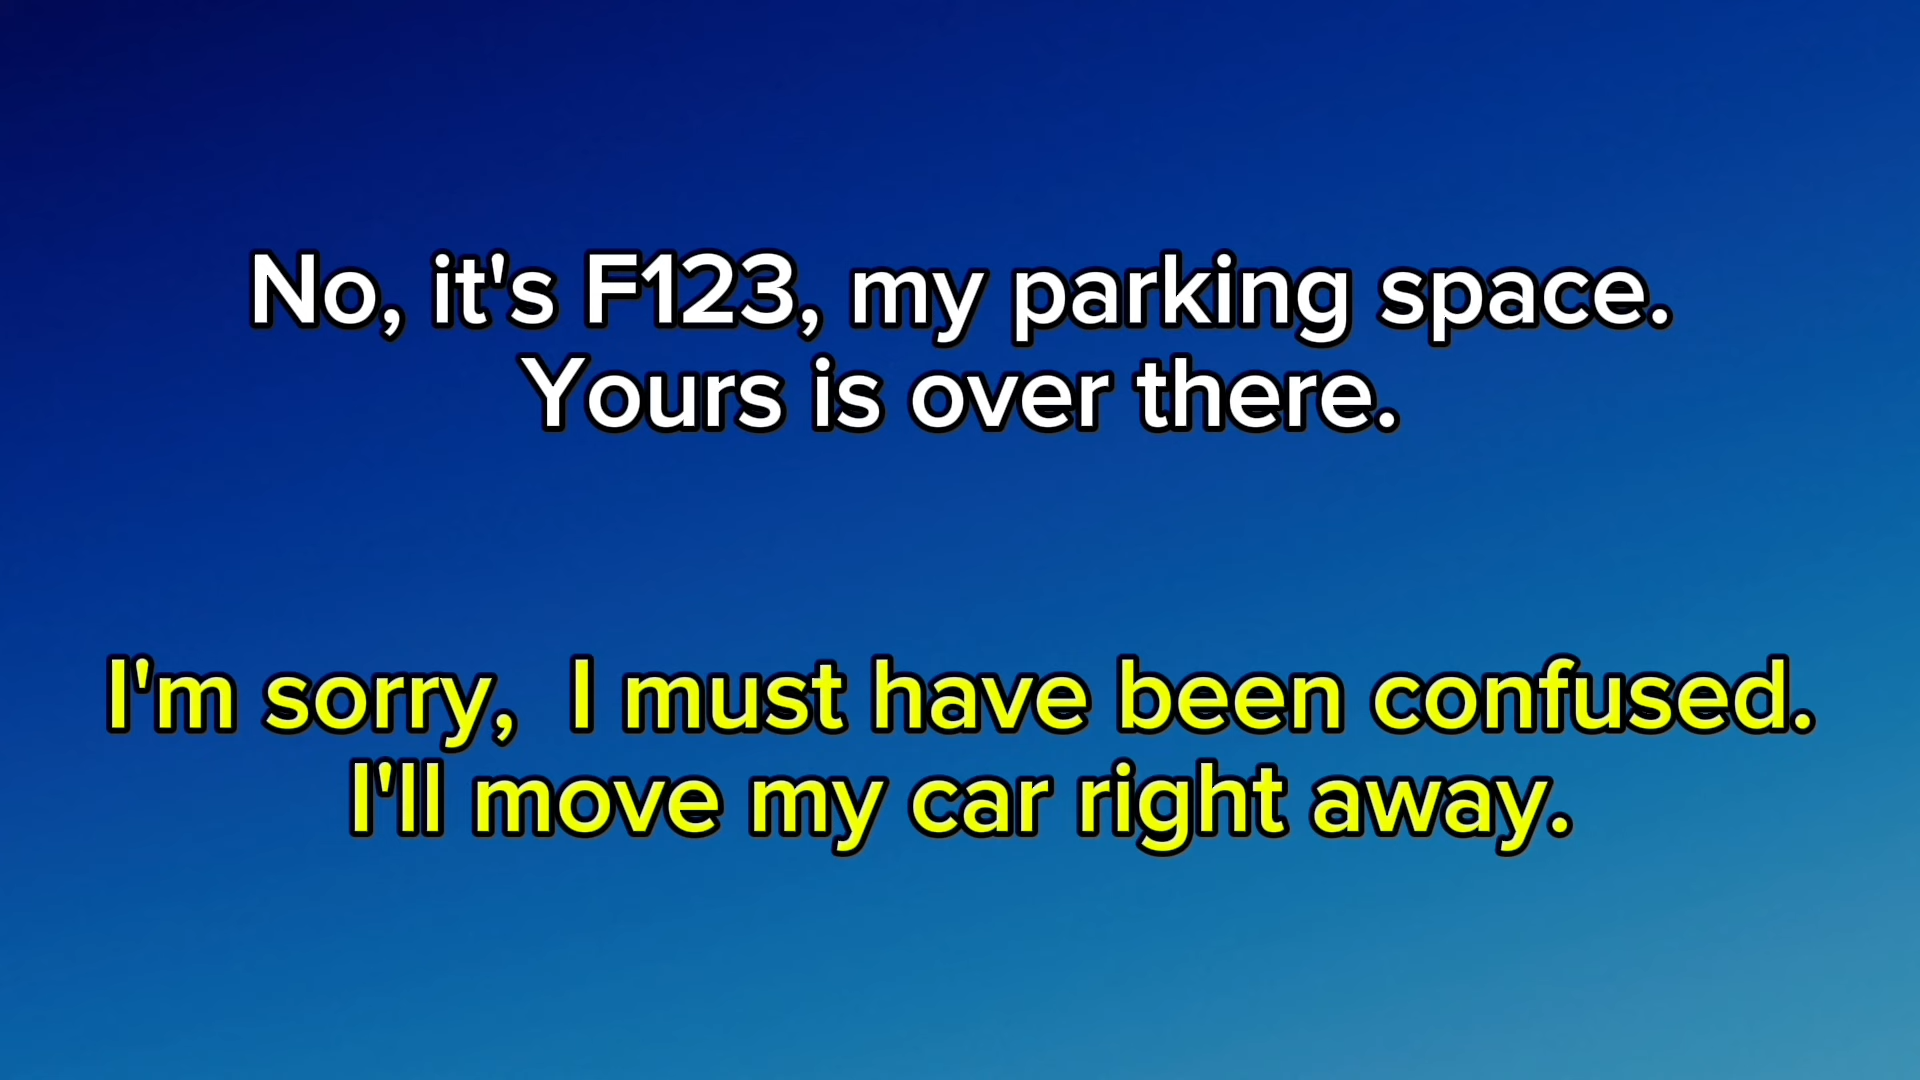 No, it's F123, my parking space.
Yours is over there.
I'm sorry,  I must have been confused.
I'll move my car right away.